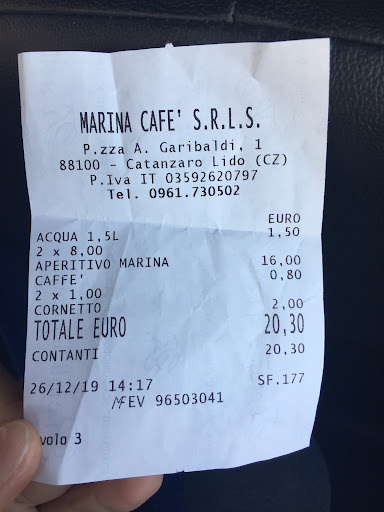 MARINA CAFE' S.R.L.S.
P.zza A. Garibaldi, 1
88100 - Catanzaro Lido (CZ)
P.Iva IT 03592620797
Tel. 0961.730502
EURO
ACQUA 1,5L 1,50
2 x 8,00
APERITIVO MARINA 16,00
CAFFE' 0,80
2 x 1,00
CORNETTO 2,00
TOTALE EURO 20,30
CONTANTI 20,30
26/12/19 14:17 SF.177
MFEV 96503041
volo 3